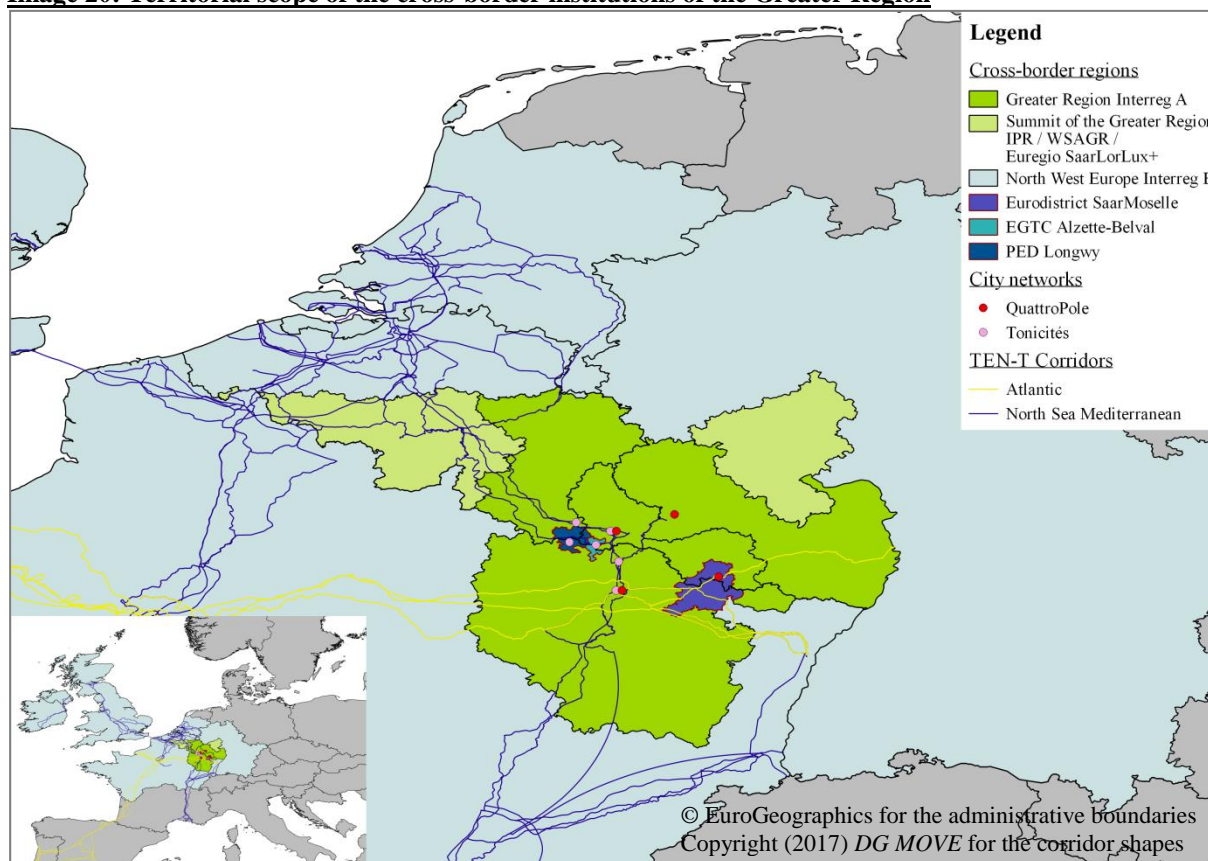 Image 20: Territorial scope of the cross-border institutions of the Greater Region
Legend
Cross-border regions
Greater Region Interreg A
Summit of the Greater Region
IPR / WSAGR /
Euregio SaarLorLux+
North West Europe Interreg B
Eurodistrict SaarMoselle
EGTC Alzette-Belval
PED Longwy
City networks
QuattroPole
Tonicités
TEN-T Corridors
Atlantic
North Sea Mediterranean
© EuroGeographics for the administrative boundaries
Copyright (2017) DG MOVE for the corridor shapes